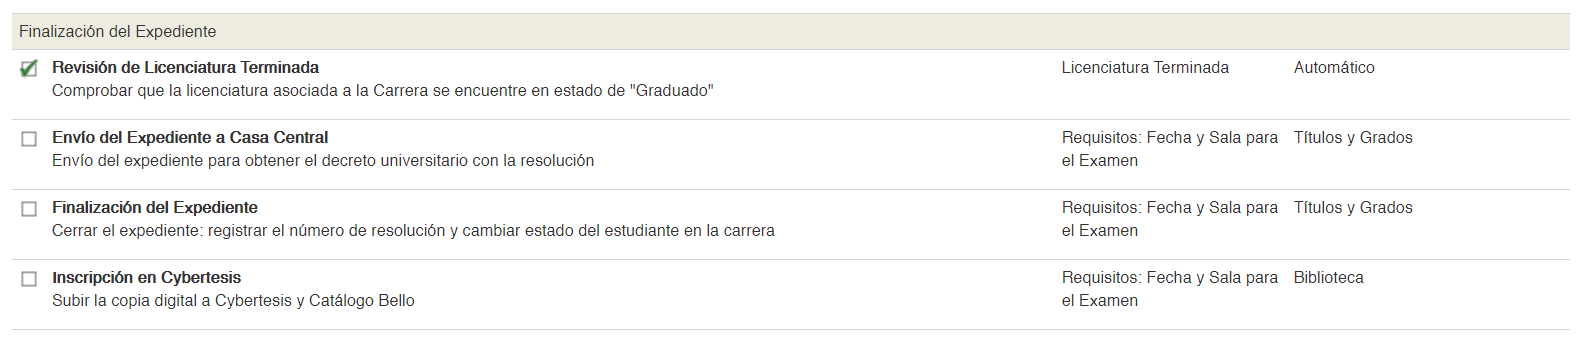 Finalización del Expediente
Revisión de Licenciatura Terminada
Licenciatura Terminada
Automático
Comprobar que la licenciatura asociada a la Carrera se encuentre en estado de "Graduado"
Envío del Expediente a Casa Central
Requisitos: Fecha y Sala para
Títulos y Grados
Envío del expediente para obtener el decreto universitario con la resolución
el Examen
Finalización del Expediente
Requisitos: Fecha y Sala para
Títulos y Grados
Cerrar el expediente: registrar el número de resolución y cambiar estado del estudiante en la carrera
el Examen
Inscripción en Cybertesis
Requisitos: Fecha y Sala para
Biblioteca
Subir la copia digital a Cybertesis y Catálogo Bello
el Examen